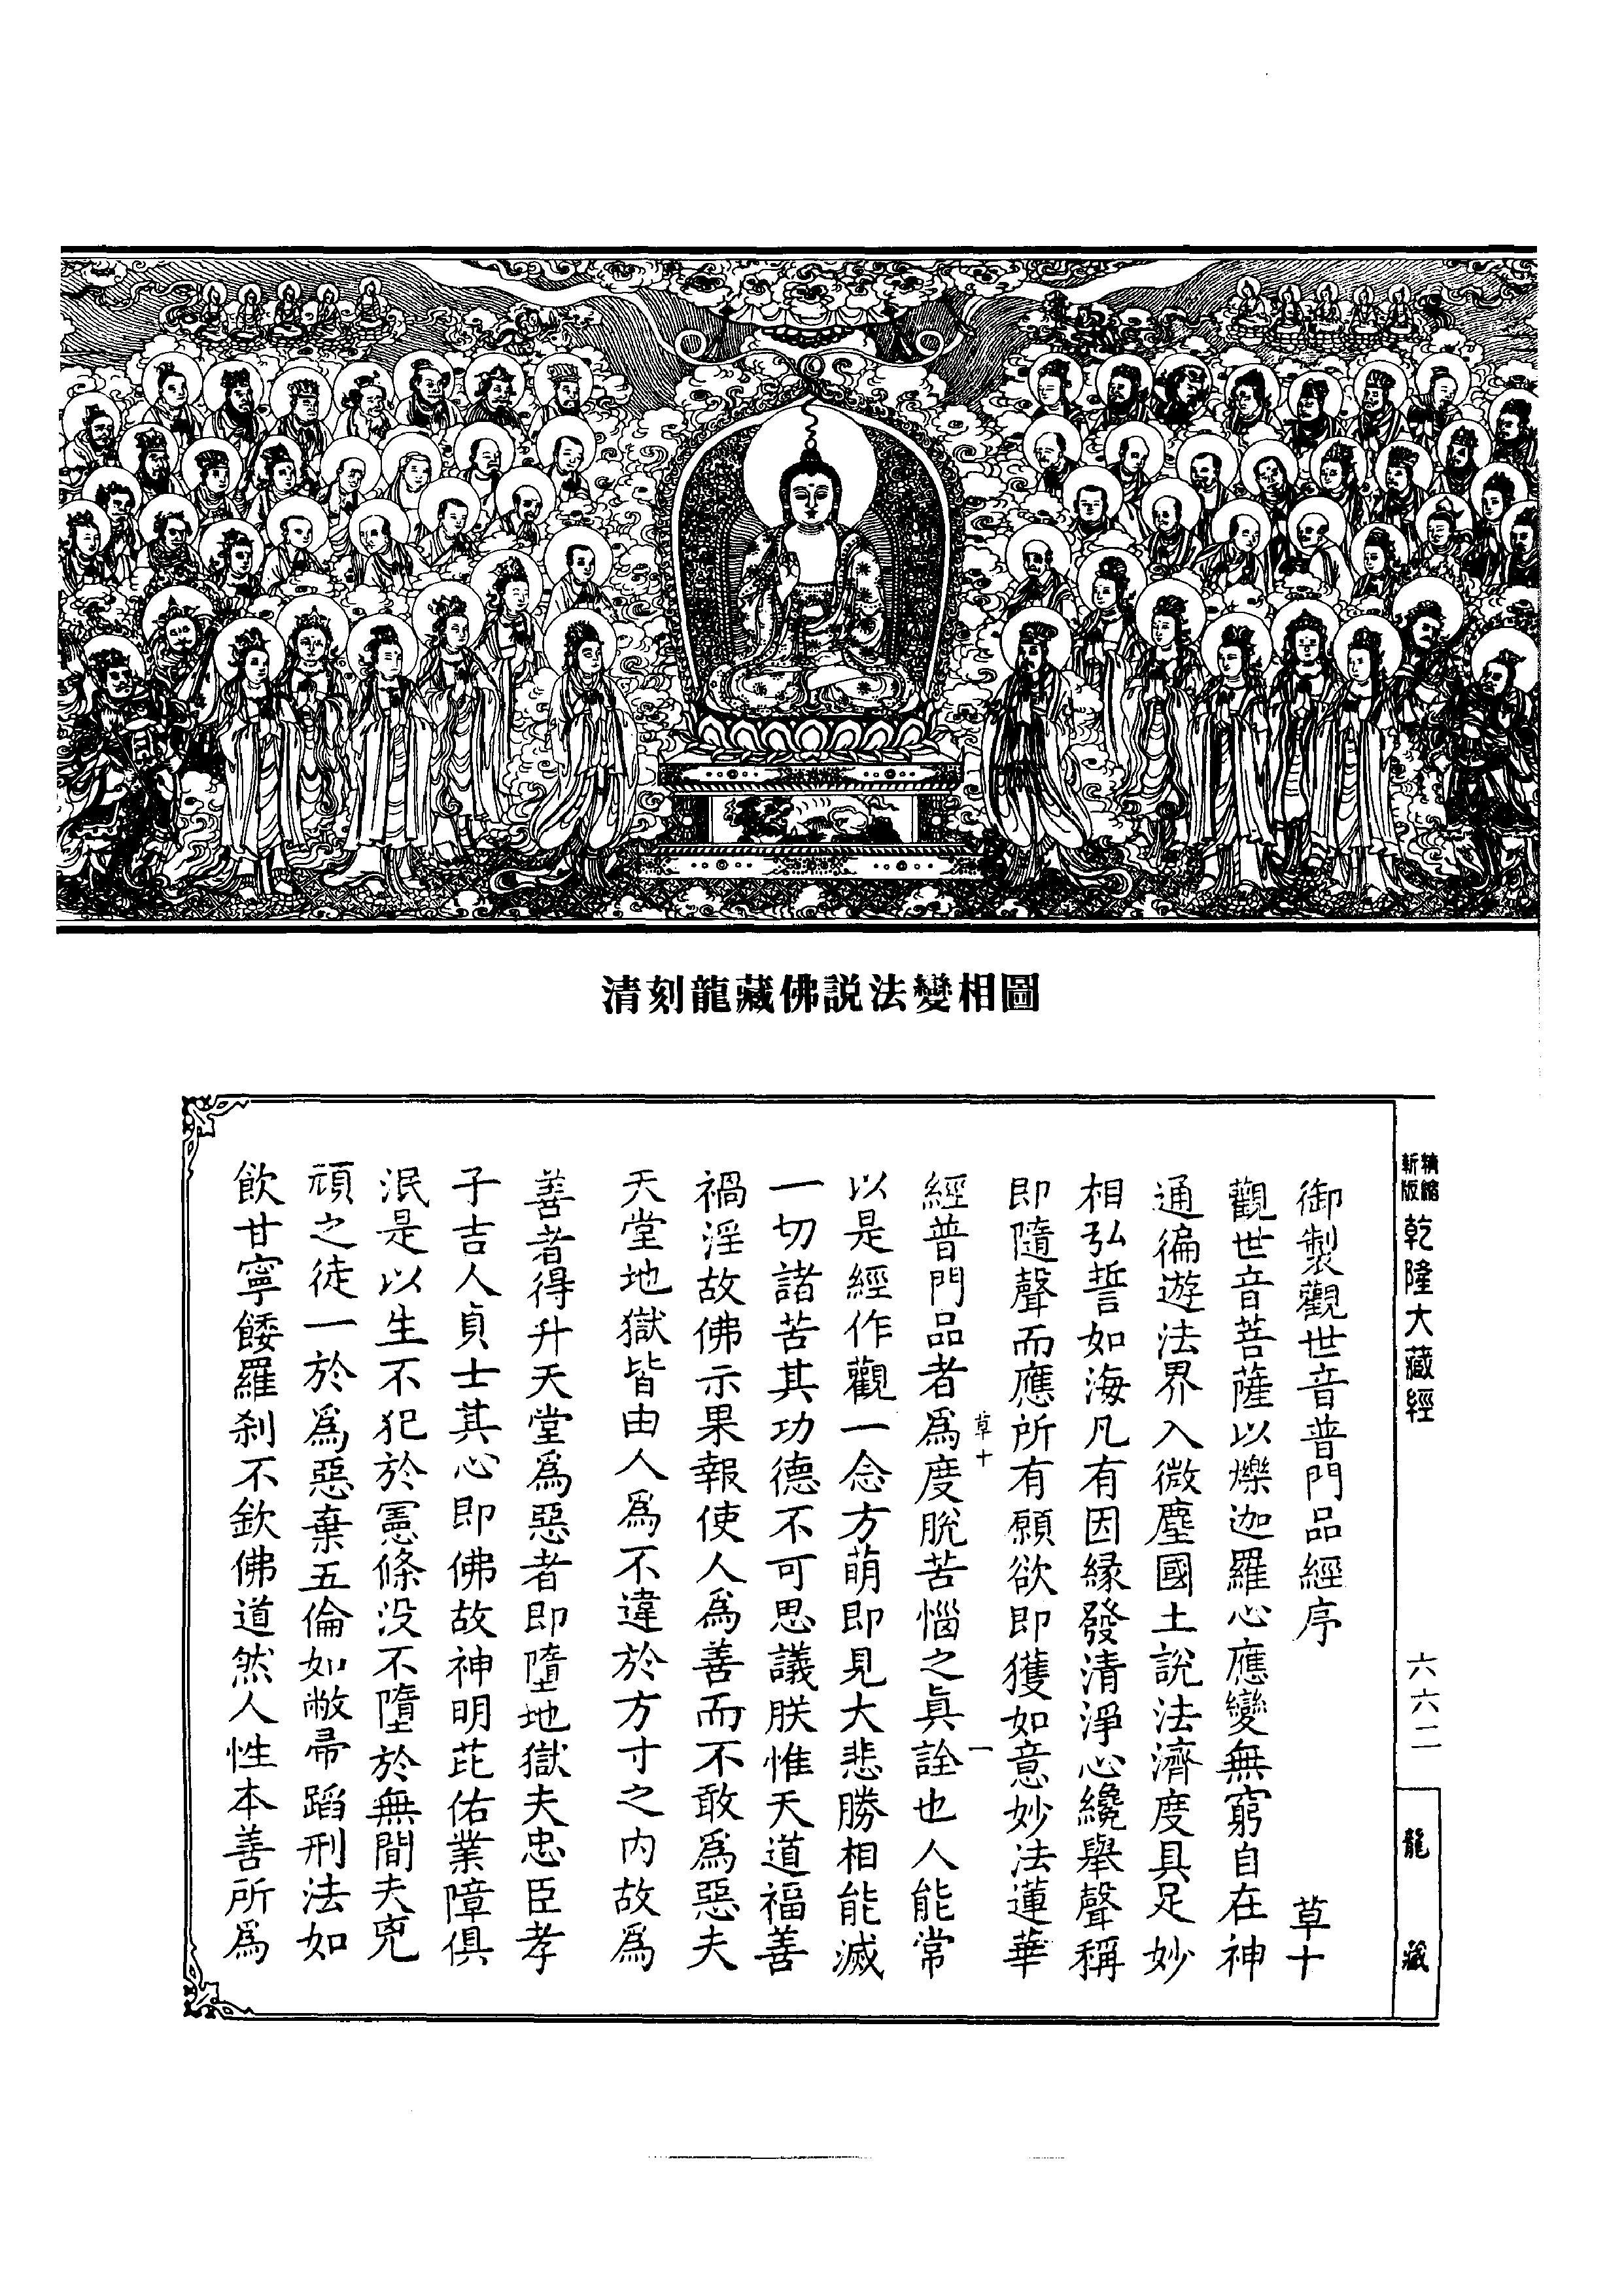 清刻龍藏佛説法變相圖
新版
精縮
乾隆大藏經
六六二
龍藏
御製觀世音普門品經序
草十
觀世音菩薩以爍迦羅心應變無窮自在神
通徧遊法界入微塵國土説法濟度具足妙
相弘誓如海凡有因緣發清淨心纔舉聲稱
即隨聲而應所有願欲即獲如意妙法蓮華
草十
一
經普門品者爲度脱苦惱之眞詮也人能常
以是經作觀一念方萌即見大悲勝相能滅
一切諸苦其功德不可思議朕惟天道福善
禍淫故佛示果報使人爲善而不敢爲惡夫
天堂地獄皆由人爲不違於方寸之内故爲
善者得升天堂爲惡者即墮地獄夫忠臣孝
子吉人貞士其心即佛故神明芘佑業障俱
泯是以生不犯於憲條没不墮於無間夫兇
頑之徒一於爲惡棄五倫如敝帚蹈刑法如
飲甘寧餧羅刹不欽佛道然人性本善所爲